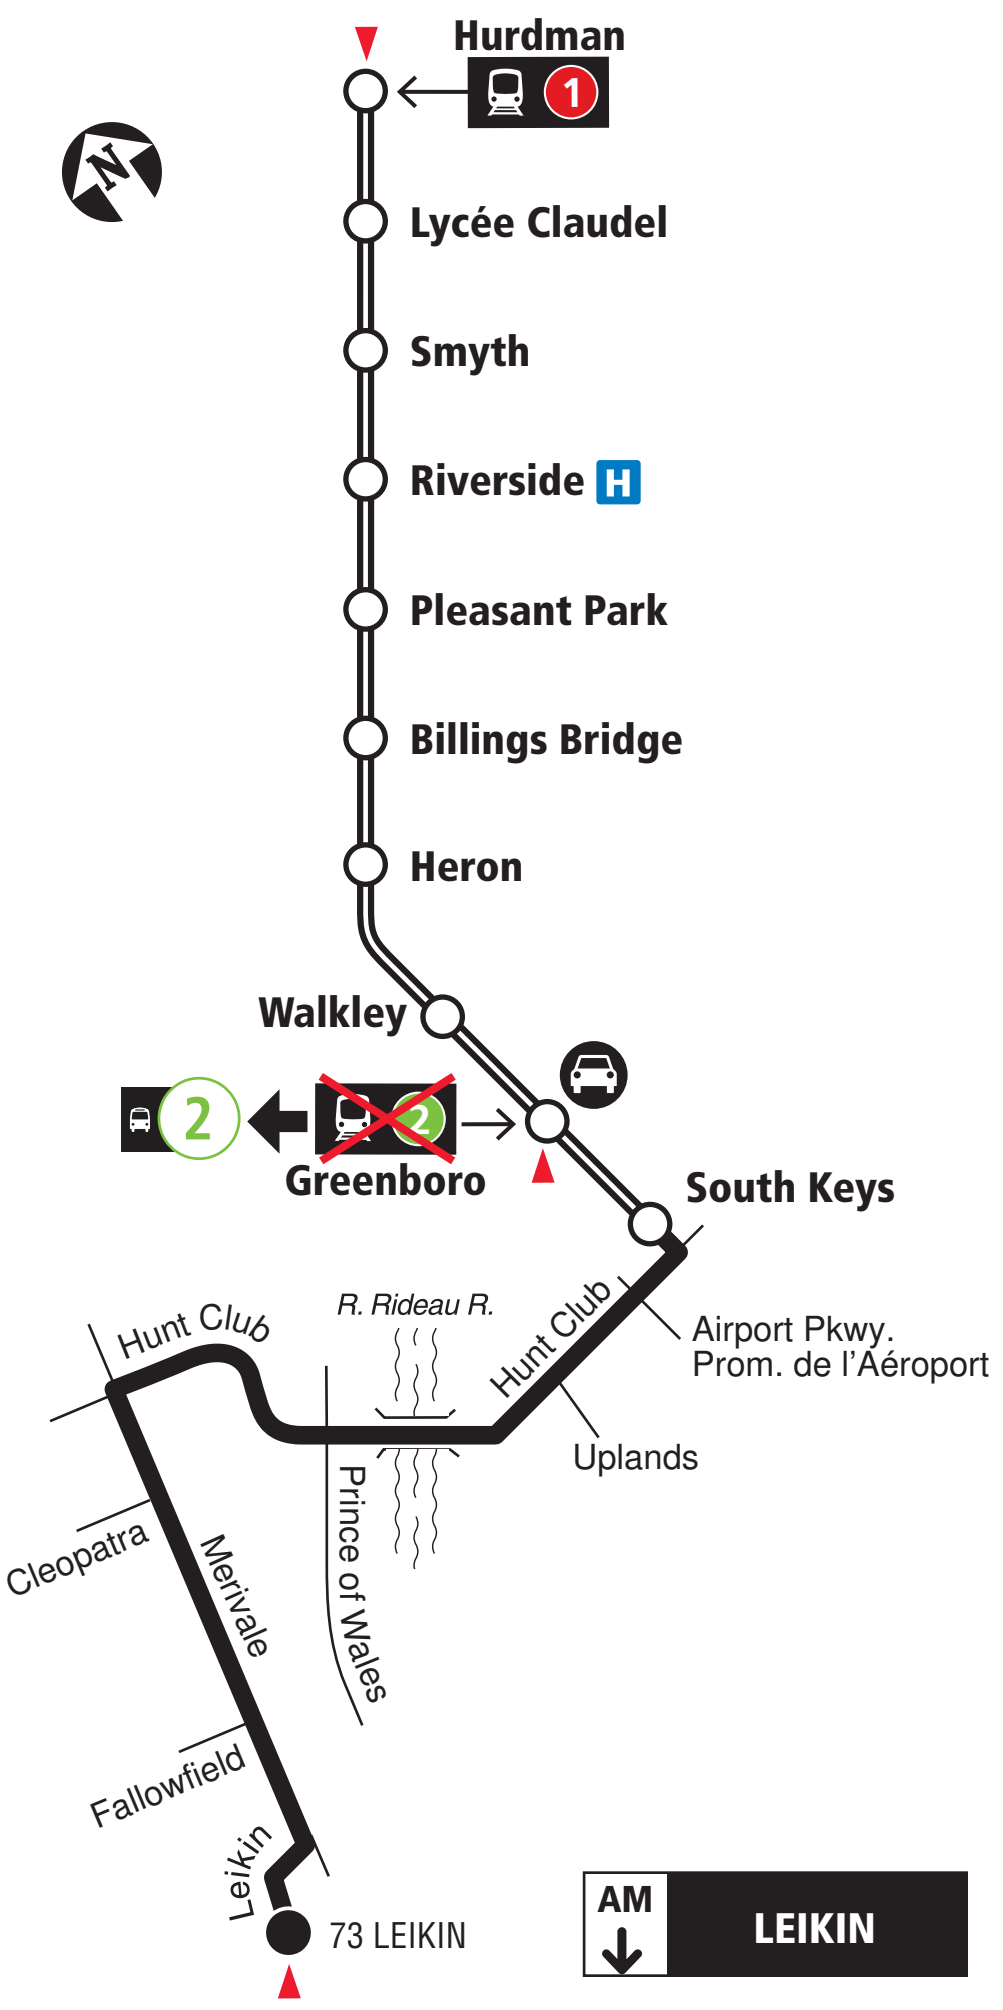 Hurdman
1
N
Lycée Claudel
Smyth
Riverside H
Pleasant Park
Billings Bridge
Heron
Walkley
2
2
Greenboro
South Keys
Hunt Club
R. Rideau R.
Hunt Club
Airport Pkwy.
Prom. de l'Aéroport
Uplands
Prince of Wales
Cleopatra
Merivale
Fallowfield
Leikin
73 LEIKIN
AM
LEIKIN